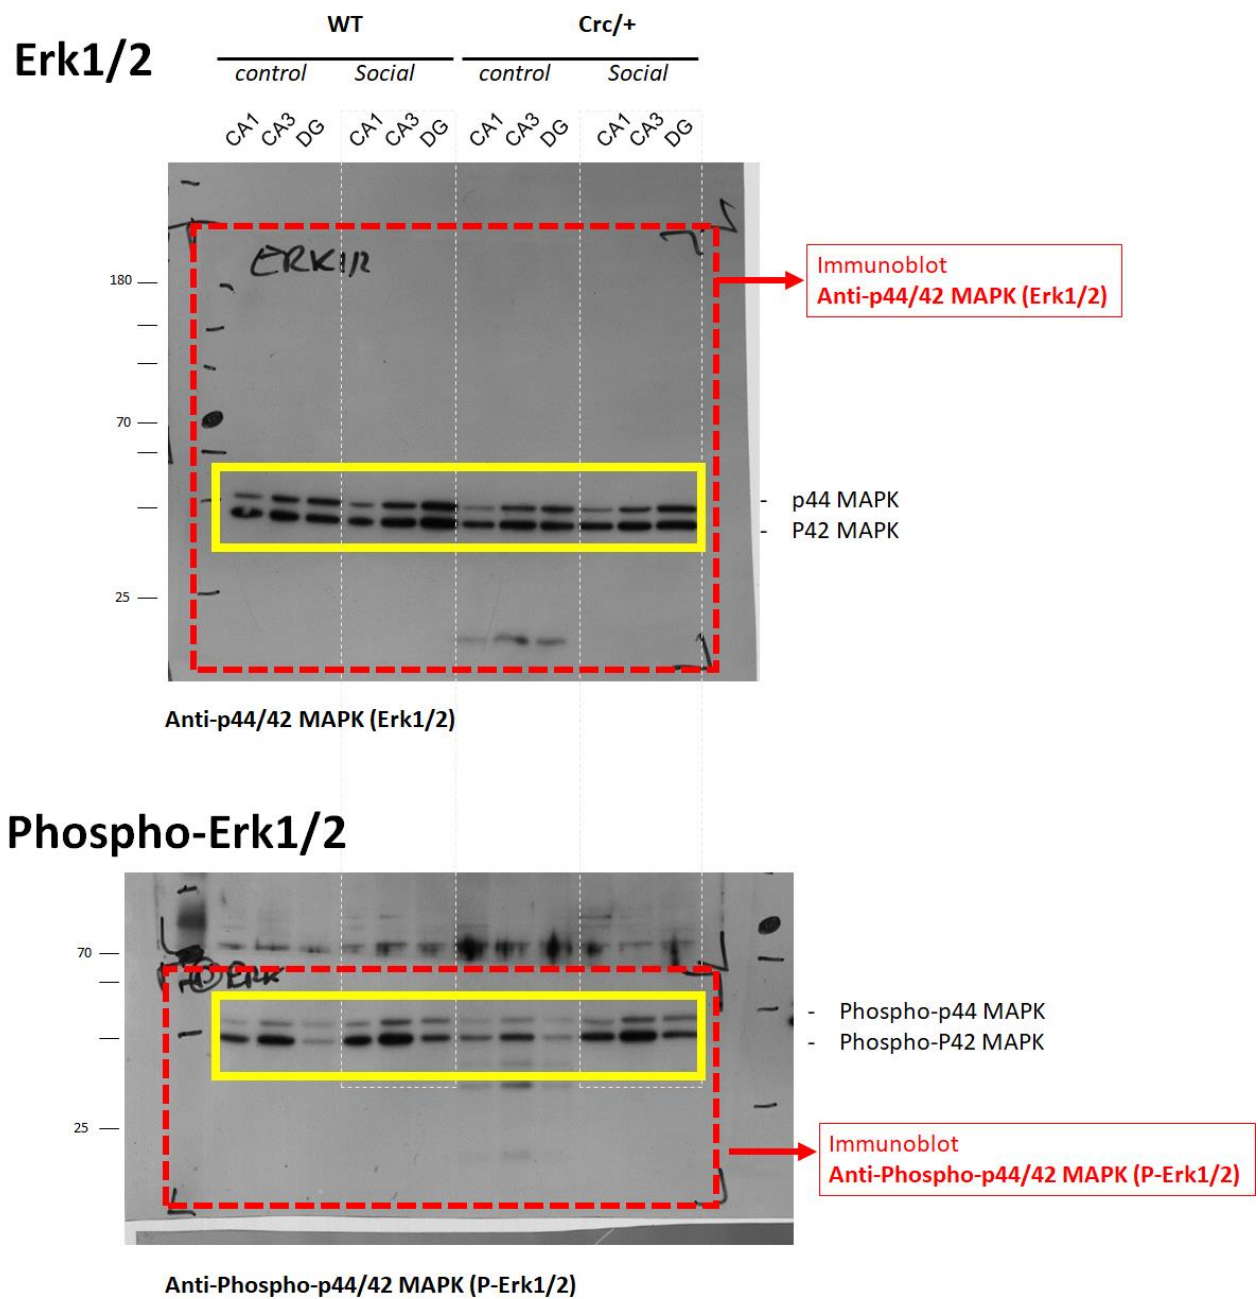 WT Crc/+
Erk1/2
control Social control Social
CA1 CA3 DG CA1 CA3 DG CA1 CA3 DG CA1 CA3 DG
ERK1/2
Immunoblot
Anti-p44/42 MAPK (Erk1/2)
180
70
- p44 MAPK
- P42 MAPK
25
Anti-p44/42 MAPK (Erk1/2)
Phospho-Erk1/2
70
ERK
- Phospho-p44 MAPK
- Phospho-P42 MAPK
25
Immunoblot
Anti-Phospho-p44/42 MAPK (P-Erk1/2)
Anti-Phospho-p44/42 MAPK (P-Erk1/2)